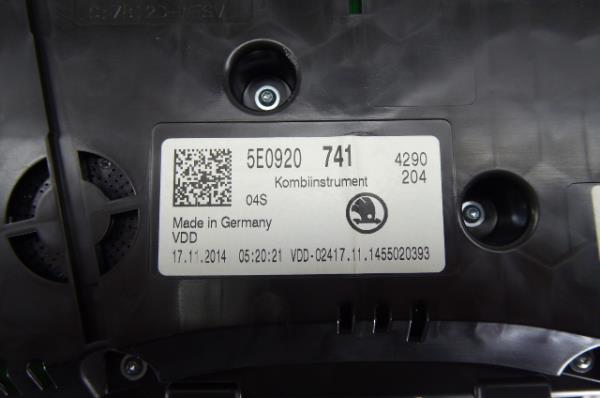 5E0920 741 4290
Kombiinstrument 204
04S
Made in Germany
VDD
17.11.2014 05:20:21 VDD-02417.11.1455020393